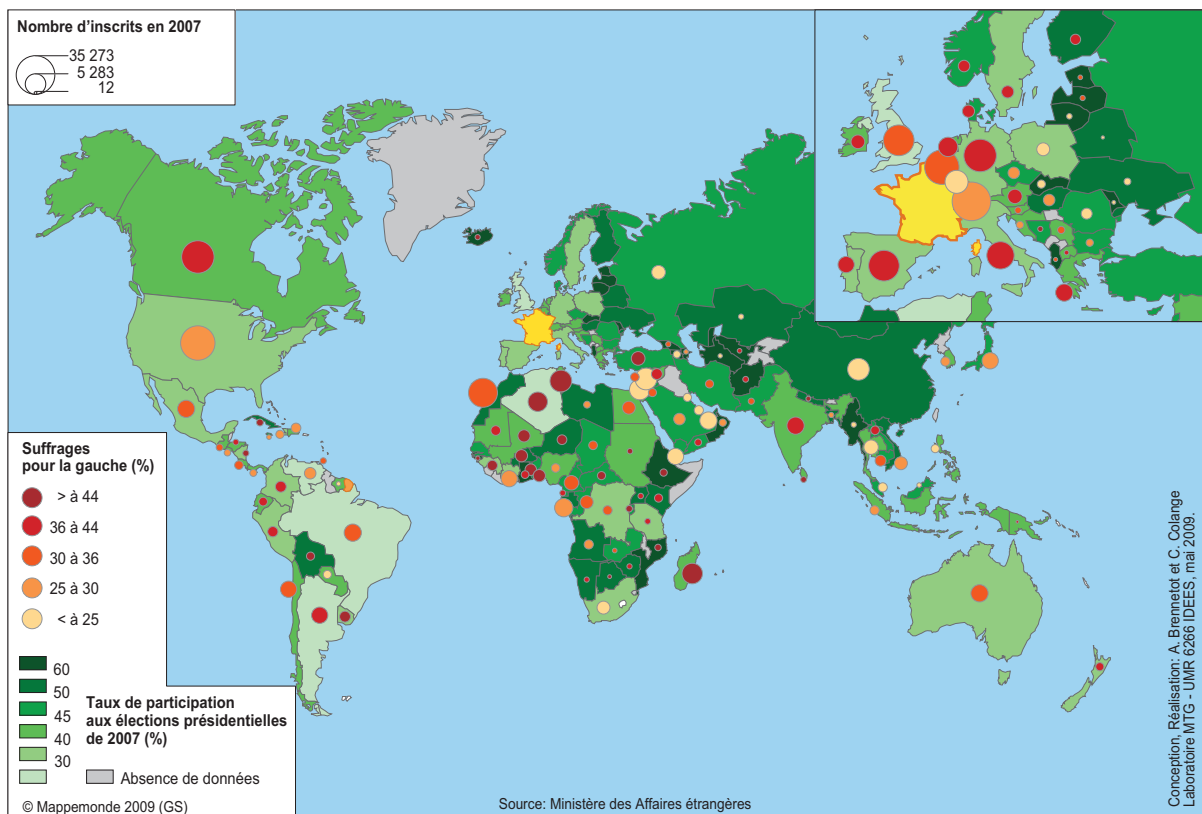 Nombre d'inscrits en 2007
35 273
5 283
12
Suffrages
pour la gauche (%)
> à 44
36 à 44
30 à 36
25 à 30
< à 25
60
50
45
40
30
Taux de participation
aux élections présidentielles
de 2007 (%)
Absence de données
© Mappemonde 2009 (GS)
Source: Ministère des Affaires étrangères
Conception, Réalisation: A. Brennetot et C. Colange
Laboratoire MTG - UMR 6266 IDEES, mai 2009.